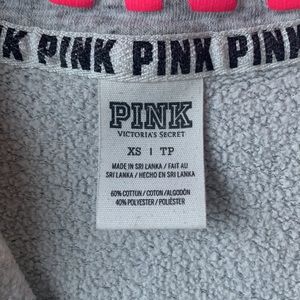 K PINK PINK PINK
PINK
VICTORIA'S SECRET
XS | TP
MADE IN SRI LANKA / FAIT AU
SRI LANKA / HECHO EN SRI LANKA
60% COTTON / COTON / ALGODÓN
40% POLYESTER / POLIÉSTER